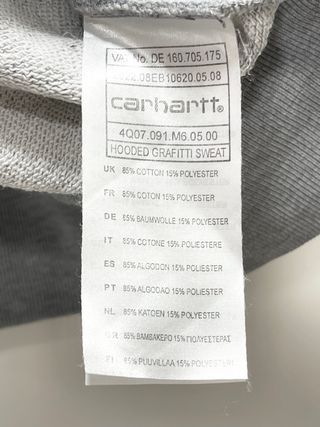 VAT No. DE 160.705.175
08EB10620.05.08
carhartt®
4Q07.091.M6.05.00
HOODED GRAFITTI SWEAT
UK 85% COTTON 15% POLYESTER
FR 85% COTON 15% POLYESTER
DE 85% BAUMWOLLE 15% POLYESTER
IT 85% COTONE 15% POLIESTERE
ES 85% ALGODON 15% POLIESTER
PT 85% ALGODAO 15% POLIESTER
NL 85% KATOEN 15% POLYESTER
GR 85% ΒΑΜΒΑΚΕΡΟ 15% ΠΟΛΥΕΣΤΕΡΑΣ
FI 85% PUUVILLAA 15% POLYESTERI